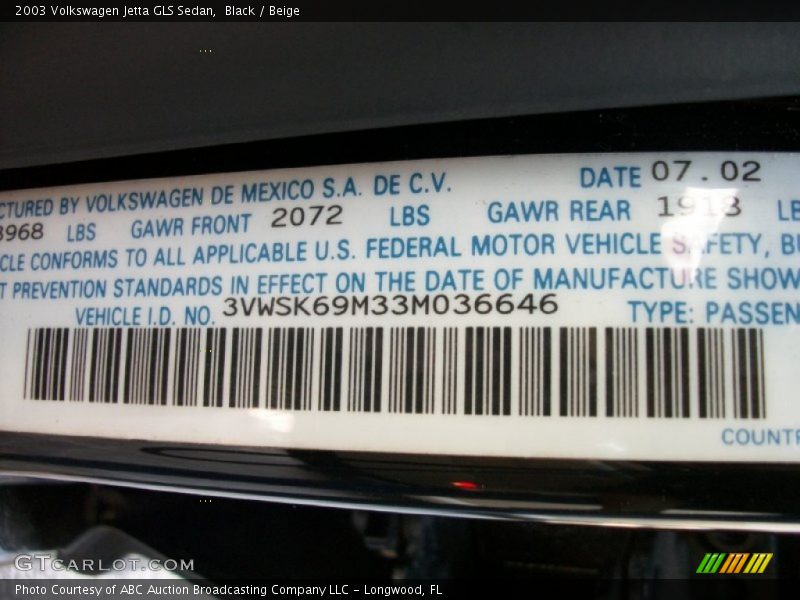 2003 Volkswagen Jetta GLS Sedan, Black / Beige
CTURED BY VOLKSWAGEN DE MEXICO S.A. DE C.V. DATE 07.02
3968 LBS GAWR FRONT 2072 LBS GAWR REAR 1918 LB
CLE CONFORMS TO ALL APPLICABLE U.S. FEDERAL MOTOR VEHICLE SAFETY, BU
T PREVENTION STANDARDS IN EFFECT ON THE DATE OF MANUFACTURE SHOW
VEHICLE I.D. NO. 3VWSK69M33M036646 TYPE: PASSEN
COUNTR
GTcarlot.com
Photo Courtesy of ABC Auction Broadcasting Company LLC - Longwood, FL